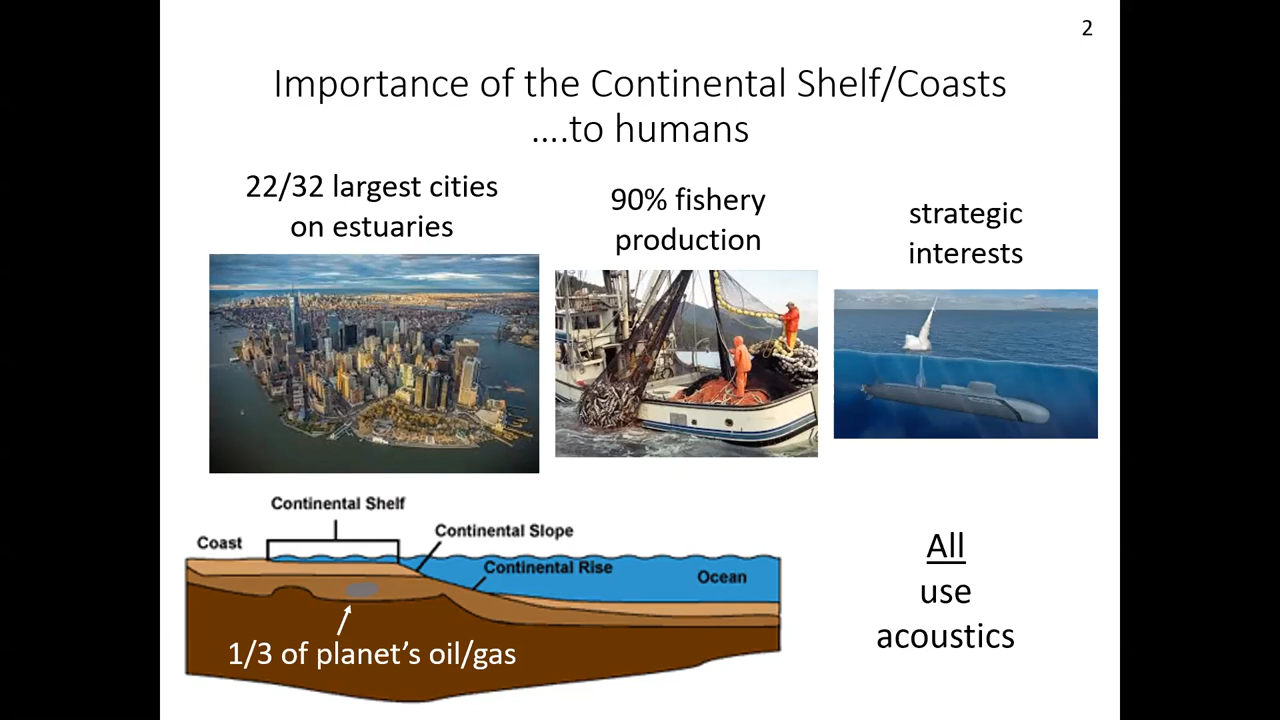 2
Importance of the Continental Shelf/Coasts
....to humans
22/32 largest cities
on estuaries
90% fishery
production
strategic
interests
Continental Shelf
Coast
Continental Slope
Continental Rise
Ocean
1/3 of planet’s oil/gas
All
use
acoustics